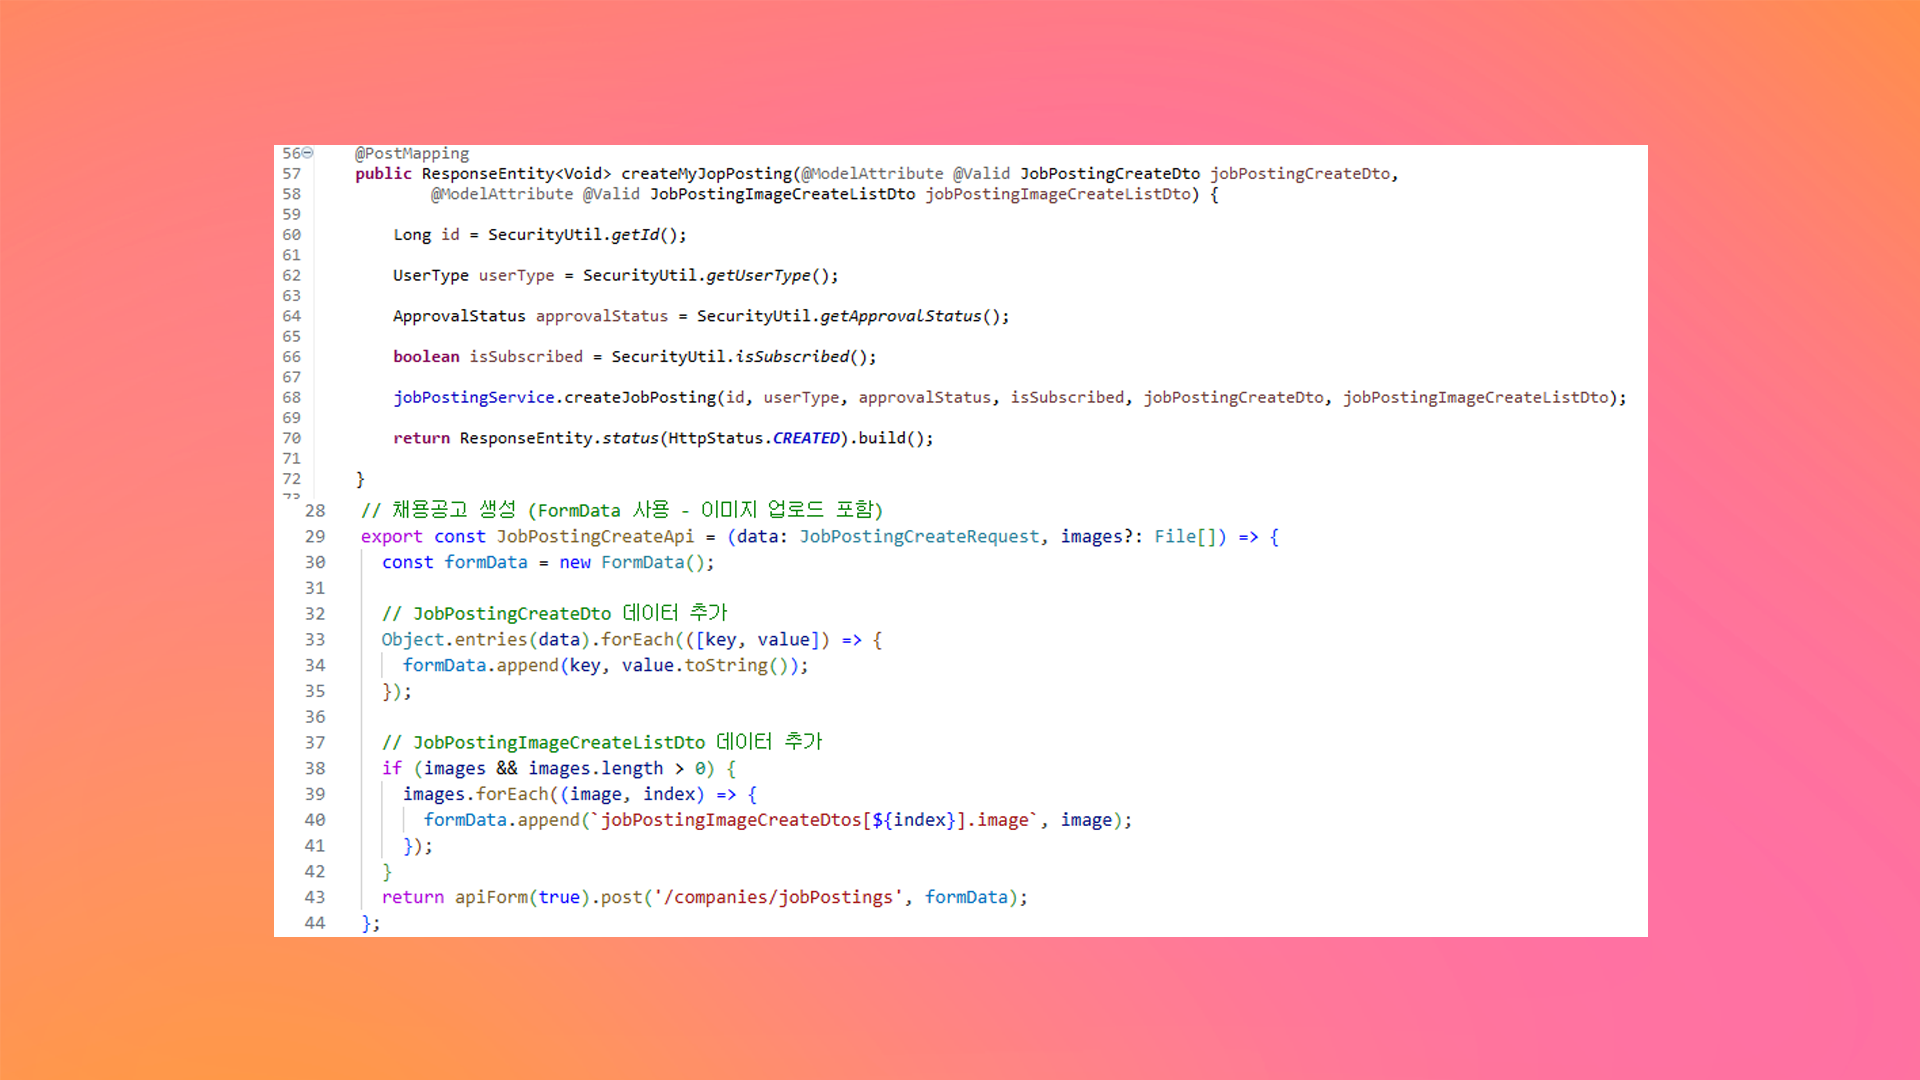 56 @PostMapping
57 public ResponseEntity<Void> createMyJopPosting(@ModelAttribute @Valid JobPostingCreateDto jobPostingCreateDto,
58 @ModelAttribute @Valid JobPostingImageCreateListDto jobPostingImageCreateListDto) {
59
60 Long id = SecurityUtil.getId();
61
62 UserType userType = SecurityUtil.getUserType();
63
64 ApprovalStatus approvalStatus = SecurityUtil.getApprovalStatus();
65
66 boolean isSubscribed = SecurityUtil.isSubscribed();
67
68 jobPostingService.createJobPosting(id, userType, approvalStatus, isSubscribed, jobPostingCreateDto, jobPostingImageCreateListDto);
69
70 return ResponseEntity.status(HttpStatus.CREATED).build();
71
72 }
73
28 // 채용공고 생성 (FormData 사용 - 이미지 업로드 포함)
29 export const JobPostingCreateApi = (data: JobPostingCreateRequest, images?: File[]) => {
30 const formData = new FormData();
31
32 // JobPostingCreateDto 데이터 추가
33 Object.entries(data).forEach(([key, value]) => {
34 formData.append(key, value.toString());
35 });
36
37 // JobPostingImageCreateListDto 데이터 추가
38 if (images && images.length > 0) {
39 images.forEach((image, index) => {
40 formData.append(`jobPostingImageCreateDtos[${index}].image`, image);
41 });
42 }
43 return apiForm(true).post('/companies/jobPostings', formData);
44 };